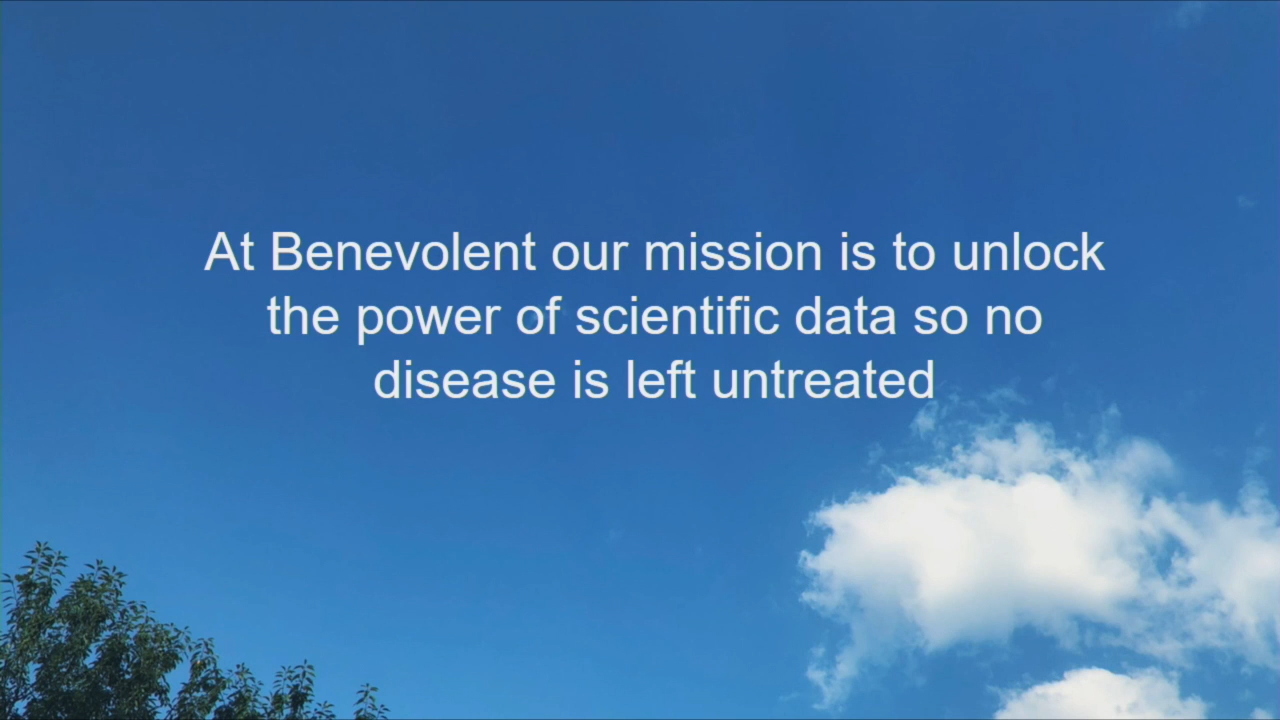 At Benevolent our mission is to unlock
the power of scientific data so no
disease is left untreated